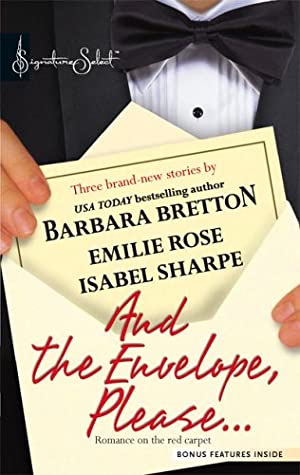 Signature Select™
Three brand-new stories by
USA TODAY bestselling author
BARBARA BRETTON
EMILIE ROSE
ISABEL SHARPE
And
the Envelope,
Please...
Romance on the red carpet
BONUS FEATURES INSIDE